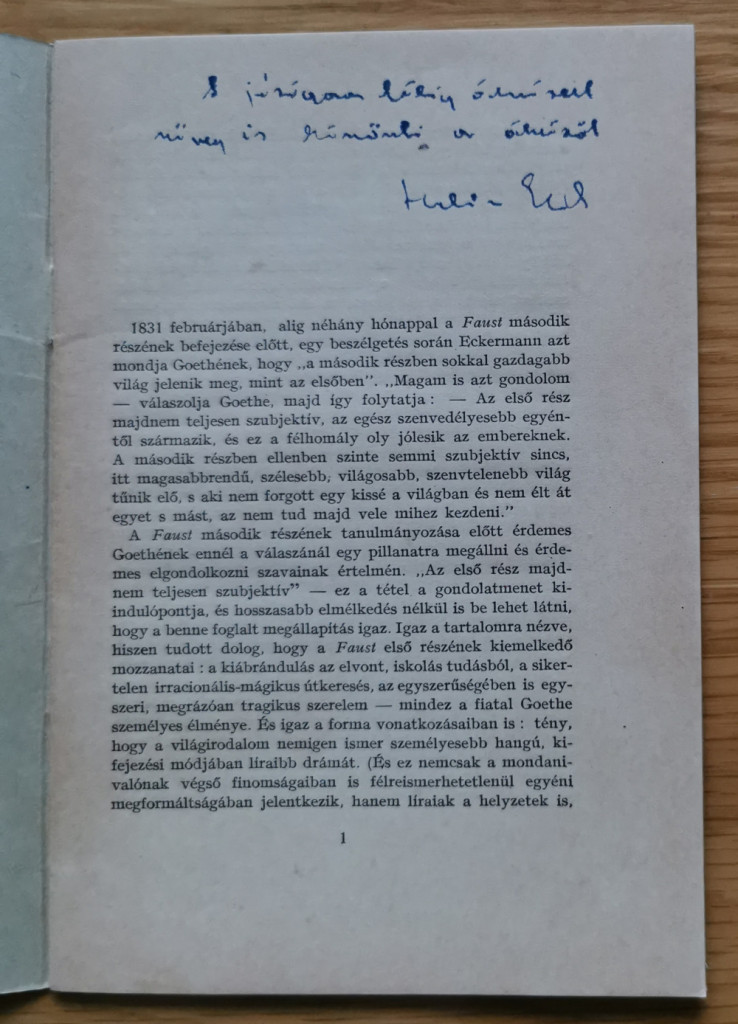 is
1831 februárjában, alig néhány hónappal a Faust második
részének befejezése előtt, egy beszélgetés során Eckermann azt
mondja Goethének, hogy „a második részben sokkal gazdagabb
világ jelenik meg, mint az elsőben”. „Magam is azt gondolom
— válaszolja Goethe, majd így folytatja : — Az első rész
majdnem teljesen szubjektív, az egész szenvedélyesebb egyén-
től származik, és ez a félhomály oly jólesik az embereknek.
A második részben ellenben szinte semmi szubjektív sincs,
itt magasabbrendű, szélesebb, világosabb, szenvtelenebb világ
tűnik elő, s aki nem forgott egy kissé a világban és nem élt át
egyet s mást, az nem tud majd vele mihez kezdeni.”
A Faust második részének tanulmányozása előtt érdemes
Goethének ennél a válaszánál egy pillanatra megállni és érde-
mes elgondolkozni szavainak értelmén. „Az első rész majd-
nem teljesen szubjektív” — ez a tétel a gondolatmenet ki-
indulópontja, és hosszasabb elmélkedés nélkül is be lehet látni,
hogy a benne foglalt megállapítás igaz. Igaz a tartalomra nézve,
hiszen tudott dolog, hogy a Faust első részének kiemelkedő
mozzanatai : a kiábrándulás az elvont, iskolás tudásból, a siker-
telen irracionális-mágikus útkeresés, az egyszerűségében is egy-
szeri, megrázóan tragikus szerelem — mindez a fiatal Goethe
személyes élménye. És igaz a forma vonatkozásaiban is : tény,
hogy a világirodalom nemigen ismer személyesebb hangú, ki-
fejezési módjában líraibb drámát. (És ez nemcsak a mondani-
valónak végső finomságaiban is félreismerhetetlenül egyéni
megformáltságában jelentkezik, hanem líraiak a helyzetek is,
1